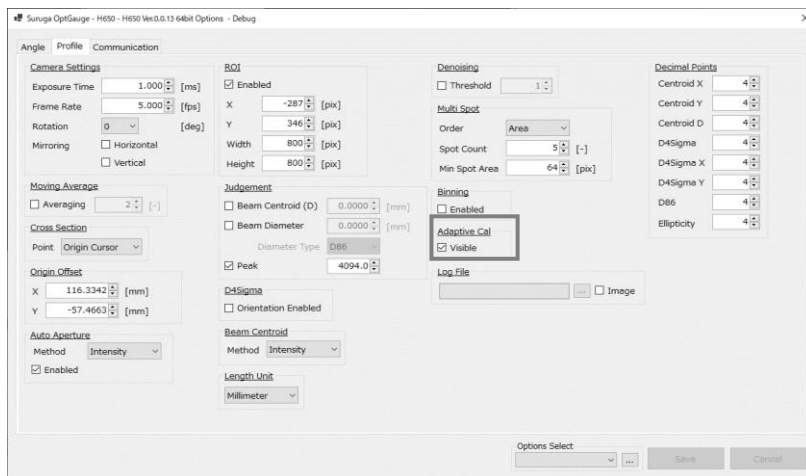 Suruga OptGauge - H650 - H650 Ver.0.0.13 64bit Options - Debug
Angle Profile Communication
Camera Settings
Exposure Time 1.000 [ms]
Frame Rate 5.000 [fps]
Rotation 0 [deg]
Mirroring Horizontal
Vertical
Moving Average
Averaging 2 [-]
Cross Section
Point Origin Cursor
Origin Offset
X 116.3342 [mm]
Y -57.4663 [mm]
Auto Aperture
Method Intensity
Enabled
ROI
Enabled
X -287 [pix]
Y 346 [pix]
Width 800 [pix]
Height 800 [pix]
Judgement
Beam Centroid (D) 0.0000 [mm]
Beam Diameter 0.0000 [mm]
Diameter Type D86
Peak 4094.0
D4Sigma
Orientation Enabled
Beam Centroid
Method Intensity
Length Unit
Millimeter
Denoising
Threshold 1
Multi Spot
Order Area
Spot Count 5 [-]
Min Spot Area 64 [pix]
Binning
Enabled
Adaptive Cal
Visible
Log File
... Image
Decimal Points
Centroid X 4
Centroid Y 4
Centroid D 4
D4Sigma 4
D4Sigma X 4
D4Sigma Y 4
D86 4
Ellipticity 4
Options Select
... Save Cancel